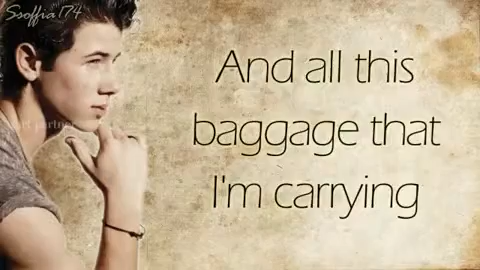 Ssoffia174
And all this
baggage that
I'm carrying